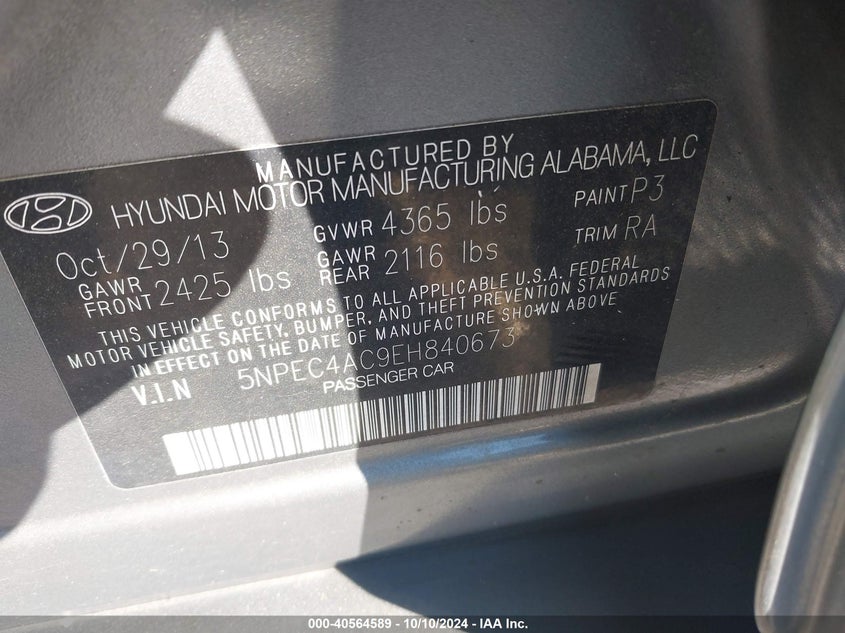 MANUFACTURED BY
HYUNDAI MOTOR MANUFACTURING ALABAMA, LLC
Oct/29/13 GVWR 4365 lbs PAINT P3
GAWR FRONT 2425 lbs GAWR REAR 2116 lbs TRIM RA
THIS VEHICLE CONFORMS TO ALL APPLICABLE U.S.A. FEDERAL
MOTOR VEHICLE SAFETY, BUMPER, AND THEFT PREVENTION STANDARDS
IN EFFECT ON THE DATE OF MANUFACTURE SHOWN ABOVE
V.I.N 5NPEC4AC9EH840673
PASSENGER CAR
000-40564589 - 10/10/2024 - IAA Inc.